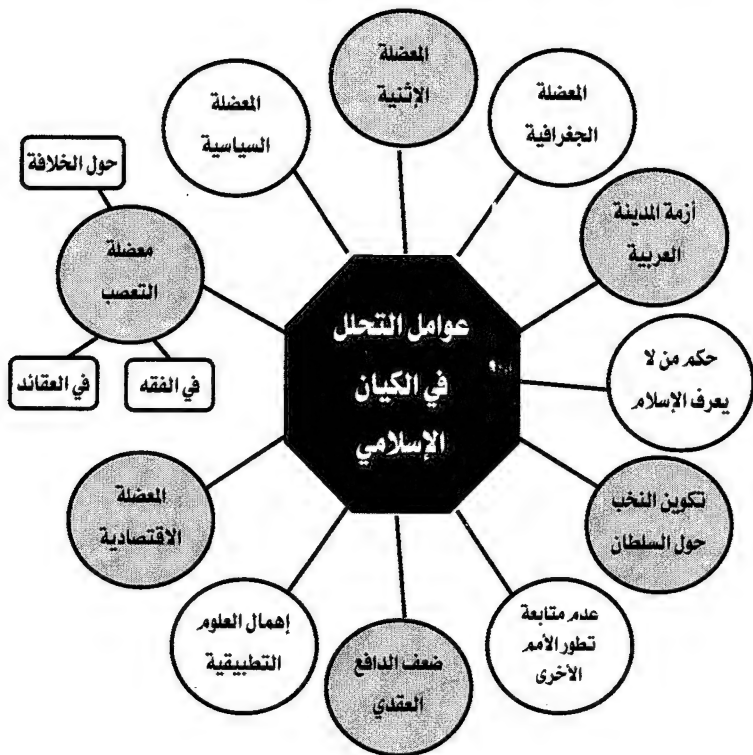 عوامل التحلل
في الكيان
الإسلامي
المعضلة
الإثنية
المعضلة
الجغرافية
أزمة المدينة
العربية
حكم من لا
يعرف الإسلام
تكوين النخب
حول السلطان
عدم متابعة
تطور الأمم
الأخرى
ضعف الدافع
العقدي
إهمال العلوم
التطبيقية
المعضلة
الاقتصادية
معضلة
التعصب
حول الخلافة
في الفقه
في العقائد
المعضلة
السياسية